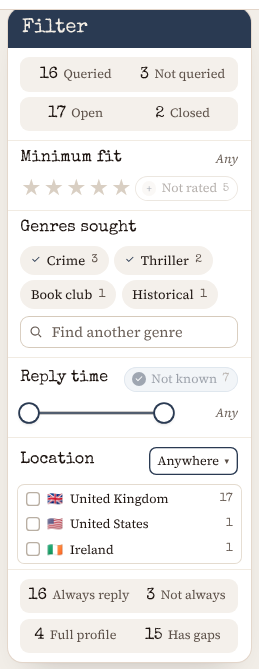 Filter
16 Queried 3 Not queried
17 Open 2 Closed
Minimum fit Any
+ Not rated 5
Genres sought
✓ Crime 3 ✓ Thriller 2
Book club 1 Historical 1
Find another genre
Reply time ✓ Not known 7
Any
Location Anywhere ▾
United Kingdom 17
United States 1
Ireland 1
16 Always reply 3 Not always
4 Full profile 15 Has gaps